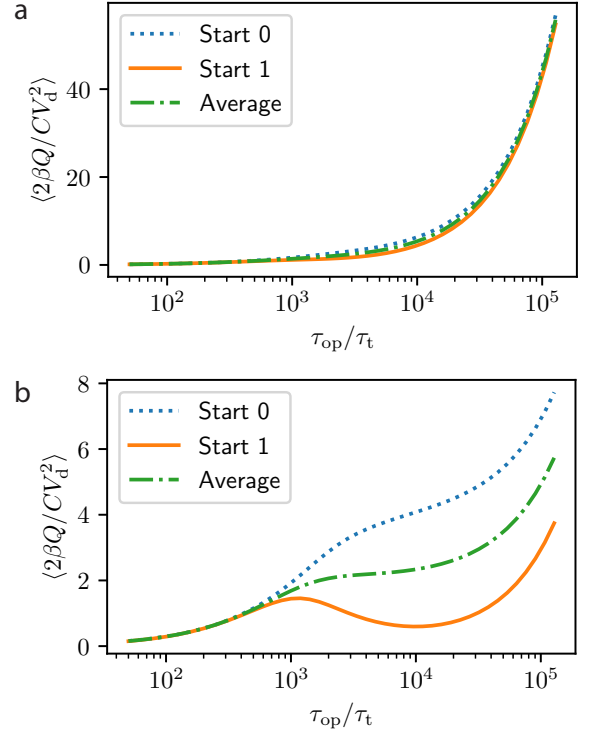 a
Start 0
Start 1
Average
40
20
0
⟨2βQ/CV_d^2⟩
10^2
10^3
10^4
10^5
τ_op/τ_t
b
8
Start 0
Start 1
Average
6
4
2
0
⟨2βQ/CV_d^2⟩
10^2
10^3
10^4
10^5
τ_op/τ_t